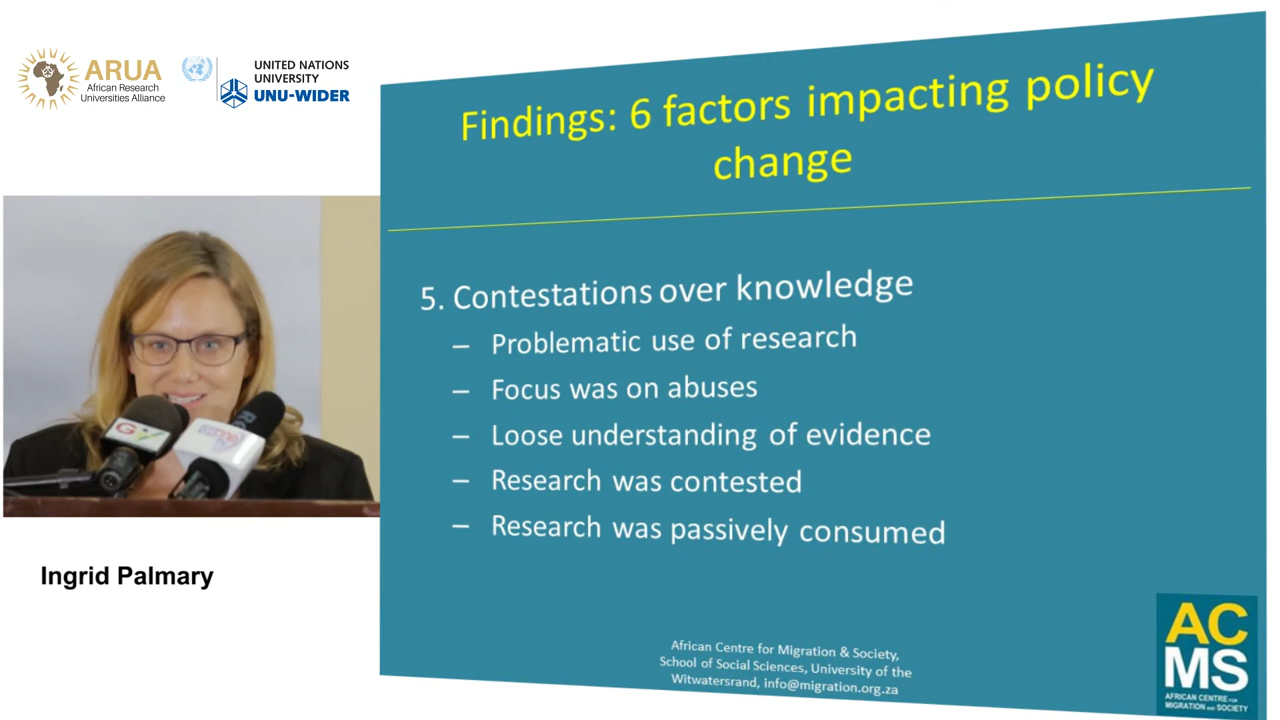 ARUA
African Research
Universities Alliance
UNITED NATIONS
UNIVERSITY
UNU-WIDER
Findings: 6 factors impacting policy
change
5. Contestations over knowledge
– Problematic use of research
– Focus was on abuses
– Loose understanding of evidence
– Research was contested
– Research was passively consumed
Ingrid Palmary
African Centre for Migration & Society,
School of Social Sciences, University of the
Witwatersrand, info@migration.org.za
AC
MS
AFRICAN CENTRE FOR
MIGRATION AND SOCIETY